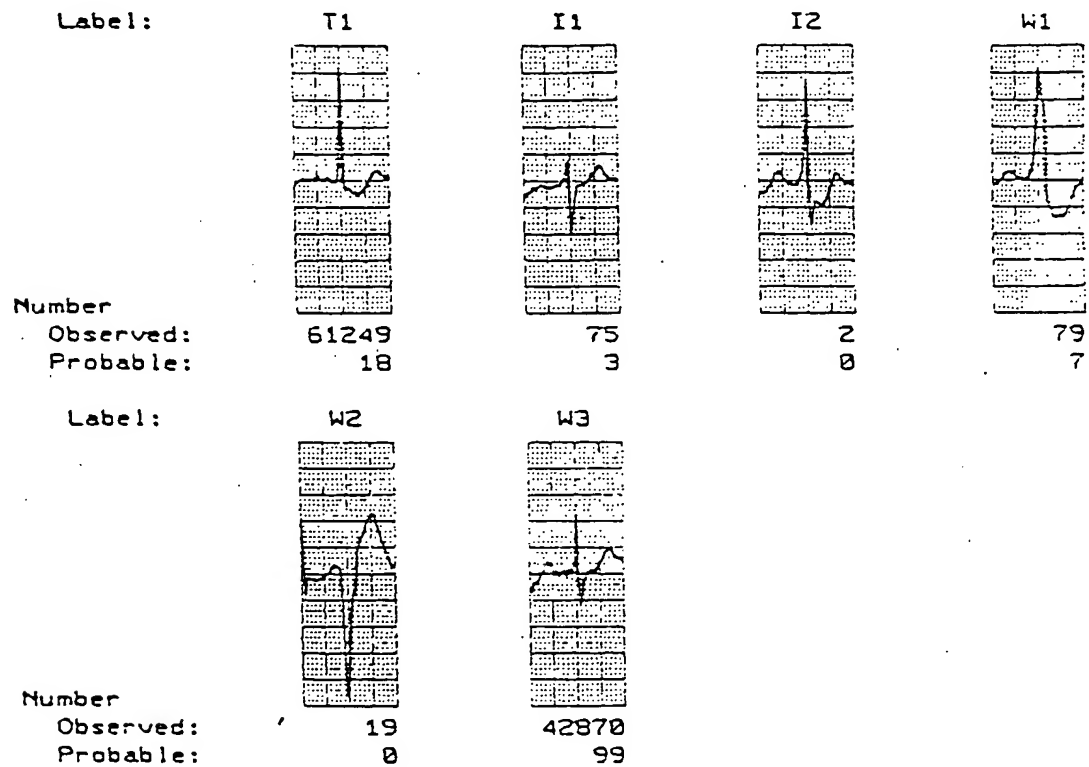 Label: T1 I1 I2 W1
Number
Observed: 61249 75 2 79
Probable: 18 3 0 7
Label: W2 W3
Number
Observed: 19 42870
Probable: 0 99